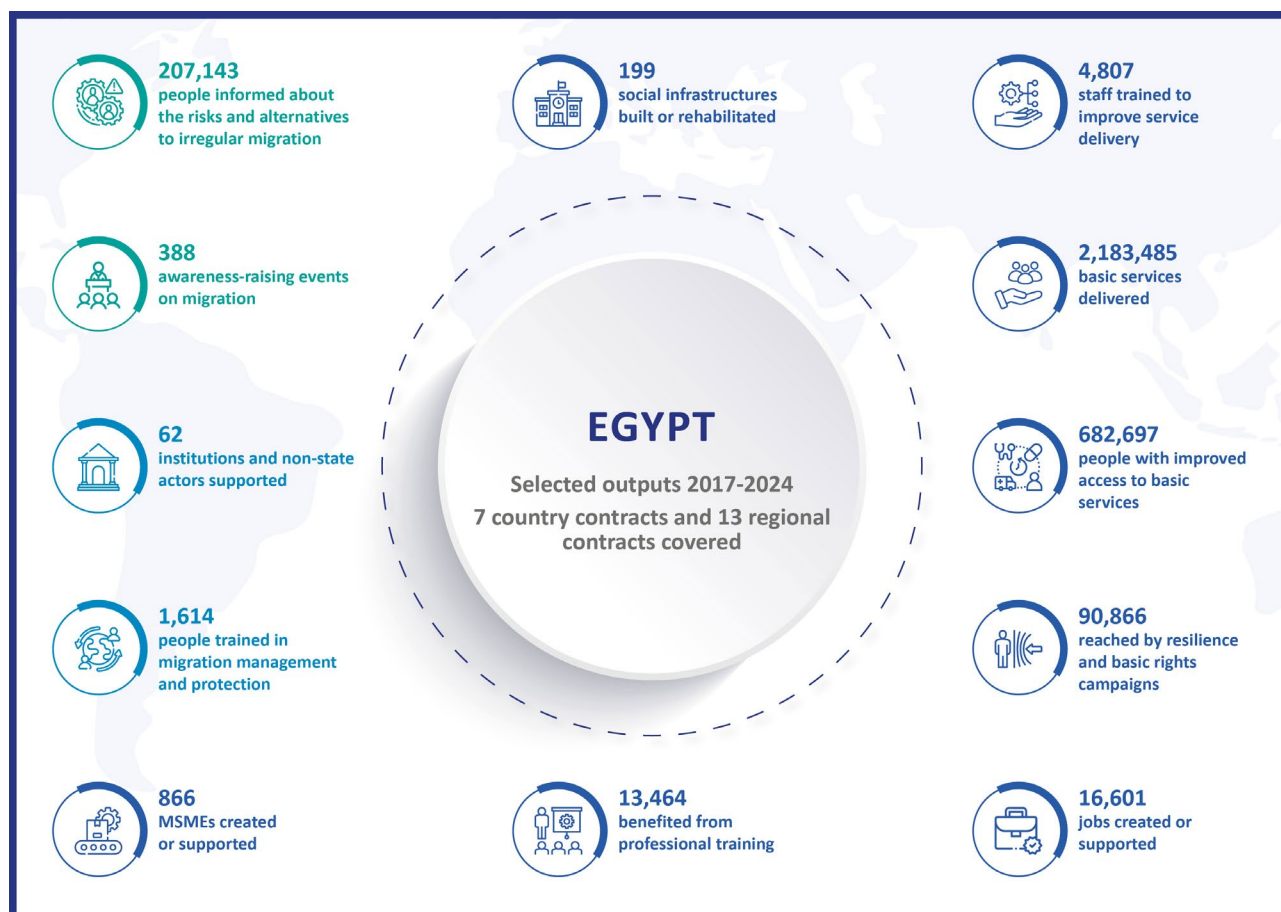 207,143
people informed about
the risks and alternatives
to irregular migration
199
social infrastructures
built or rehabilitated
4,807
staff trained to
improve service
delivery
388
awareness-raising events
on migration
2,183,485
basic services
delivered
EGYPT
Selected outputs 2017-2024
7 country contracts and 13 regional
contracts covered
62
institutions and non-state
actors supported
682,697
people with improved
access to basic
services
1,614
people trained in
migration management
and protection
90,866
reached by resilience
and basic rights
campaigns
866
MSMEs created
or supported
13,464
benefited from
professional training
16,601
jobs created or
supported